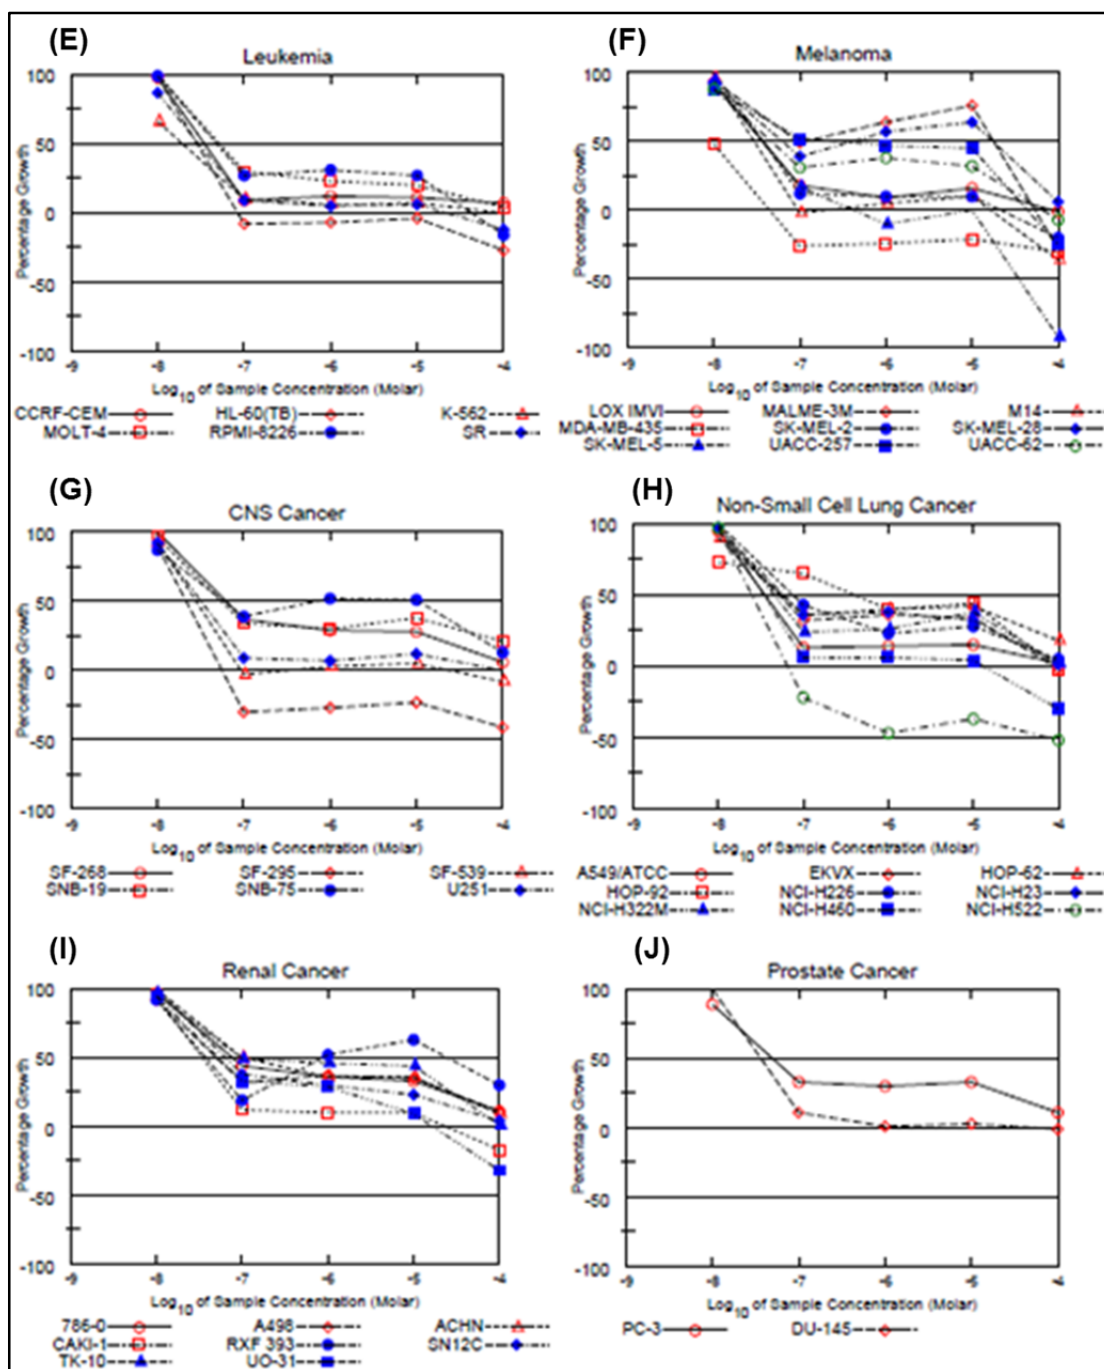 (E)
Leukemia
100
50
0
-50
-100
Percentage Growth
-9 -8 -7 -6 -5 -4
Log10 of Sample Concentration (Molar)
CCRF-CEM HL-60(TB) K-562
MOLT-4 RPMI-8226 SR
(F)
Melanoma
100
50
0
-50
-100
Percentage Growth
-9 -8 -7 -6 -5 -4
Log10 of Sample Concentration (Molar)
LOX IMVI MALME-3M M14
MDA-MB-435 SK-MEL-2 SK-MEL-28
SK-MEL-5 UACC-257 UACC-62
(G)
CNS Cancer
100
50
0
-50
-100
Percentage Growth
-9 -8 -7 -6 -5 -4
Log10 of Sample Concentration (Molar)
SF-268 SF-295 SF-539
SNB-19 SNB-75 U251
(H)
Non-Small Cell Lung Cancer
100
50
0
-50
-100
Percentage Growth
-9 -8 -7 -6 -5 -4
Log10 of Sample Concentration (Molar)
A549/ATCC EKVX HOP-62
HOP-92 NCI-H226 NCI-H23
NCI-H322M NCI-H460 NCI-H522
(I)
Renal Cancer
100
50
0
-50
-100
Percentage Growth
-9 -8 -7 -6 -5 -4
Log10 of Sample Concentration (Molar)
786-0 A498 ACHN
CAKI-1 RXF 393 SN12C
TK-10 UO-31
(J)
Prostate Cancer
100
50
0
-50
-100
Percentage Growth
-9 -8 -7 -6 -5 -4
Log10 of Sample Concentration (Molar)
PC-3 DU-145